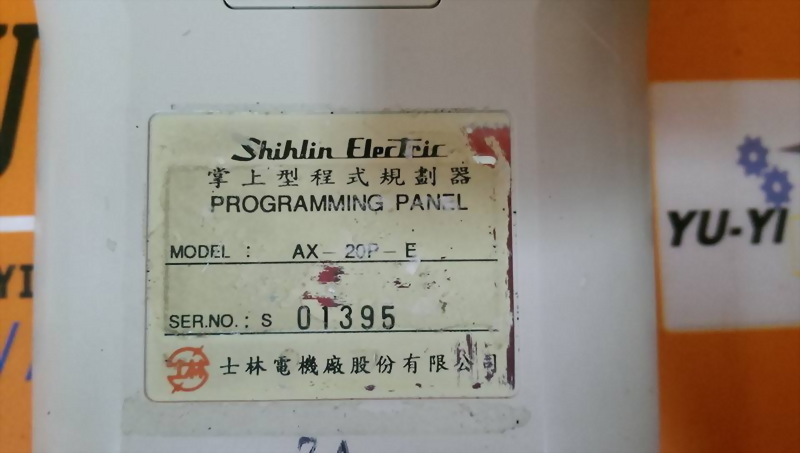 Shihlin Electric
掌上型程式規劃器
PROGRAMMING PANEL
MODEL : AX-20P-E
SER.NO.: S 01395
士林電機廠股份有限公司
YU-YI
YI